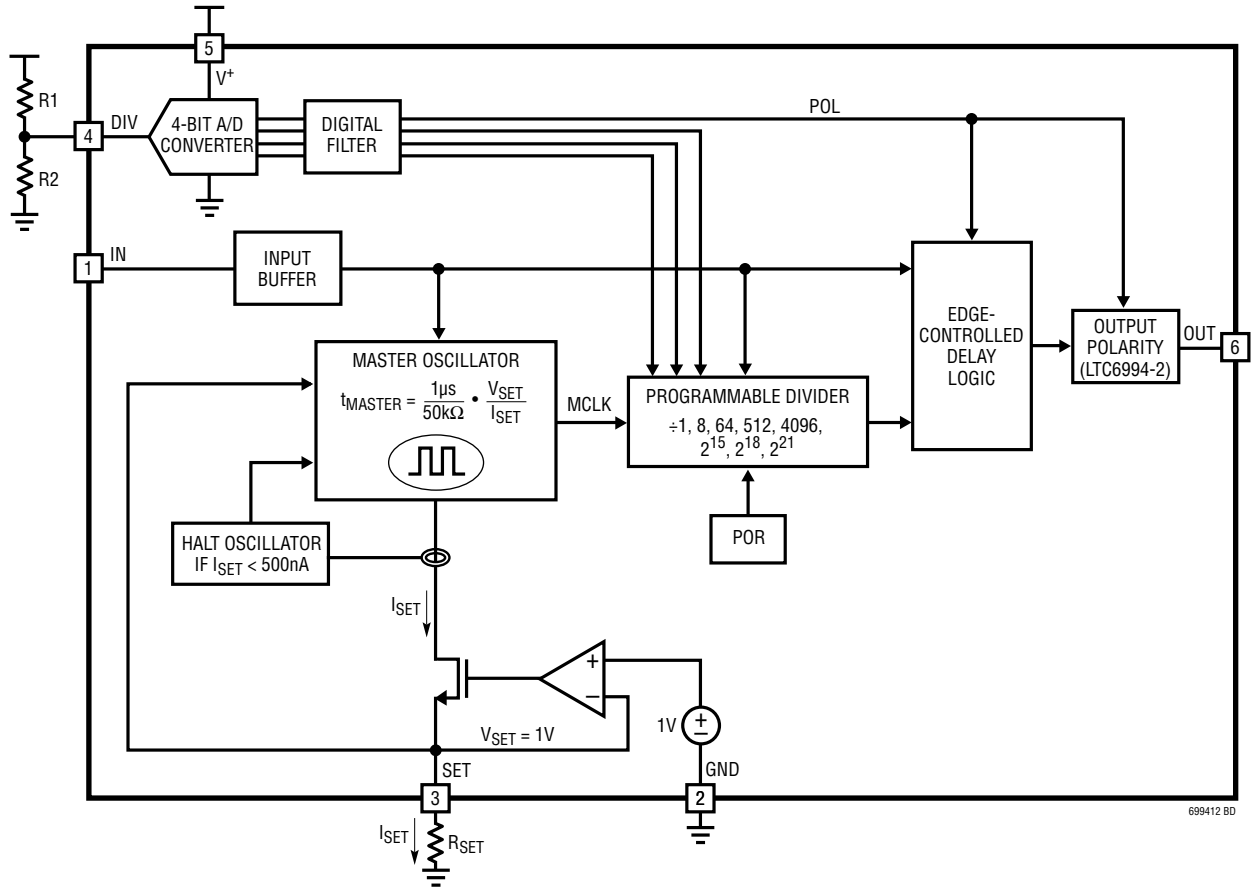 5
V+
R1
4
DIV
4-BIT A/D
CONVERTER
DIGITAL
FILTER
POL
R2
1
IN
INPUT
BUFFER
MASTER OSCILLATOR
tMASTER = 1µs / 50kΩ • VSET / ISET
MCLK
PROGRAMMABLE DIVIDER
÷1, 8, 64, 512, 4096,
2^15, 2^18, 2^21
EDGE-
CONTROLLED
DELAY
LOGIC
OUTPUT
POLARITY
(LTC6994-2)
OUT
6
HALT OSCILLATOR
IF ISET < 500nA
POR
ISET
+
–
1V
+
–
VSET = 1V
SET
GND
3
2
699412 BD
ISET
RSET